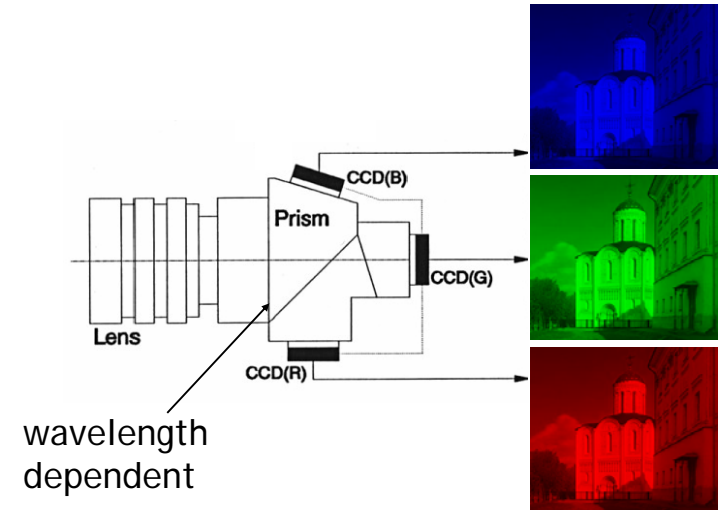 CCD(B)
Prism
CCD(G)
Lens
CCD(R)
wavelength
dependent